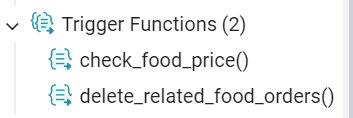 Trigger Functions (2)
check_food_price()
delete_related_food_orders()